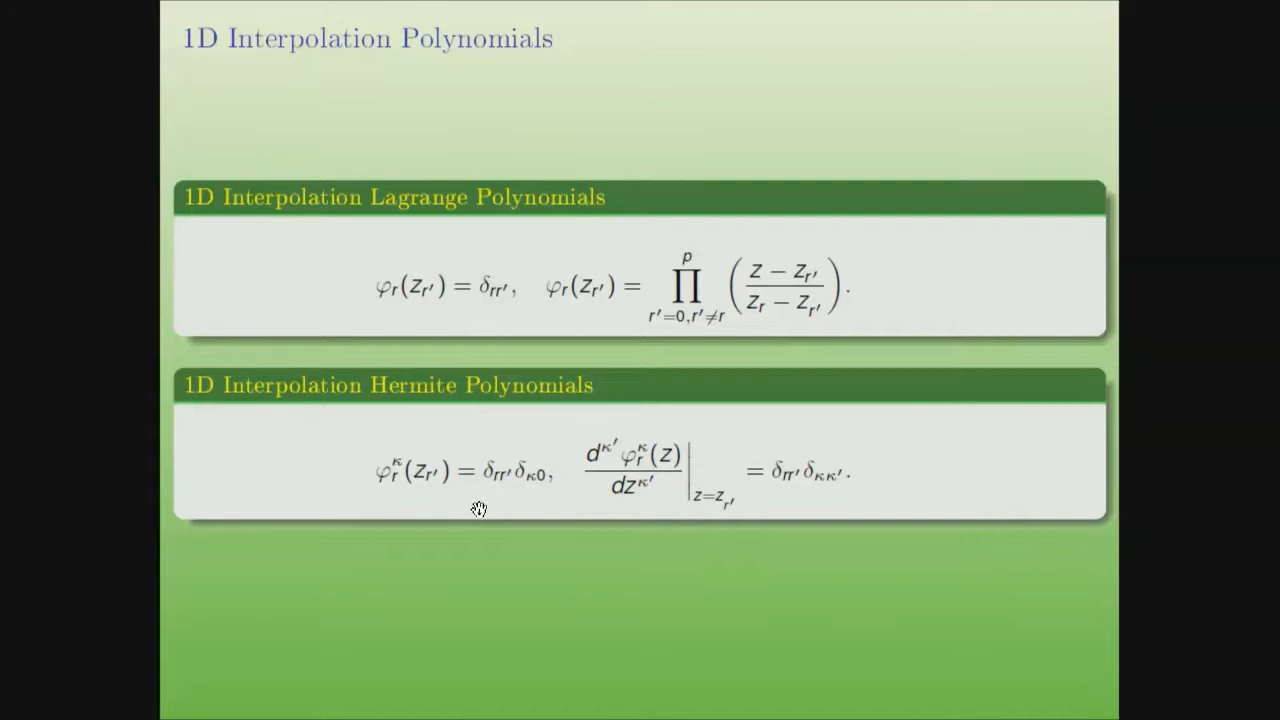 1D Interpolation Polynomials
1D Interpolation Lagrange Polynomials
φ_r(z_{r′}) = δ_{rr′},   φ_r(z_{r′}) = ∏_{r′=0,r′≠r}^{p} ( (z − z_{r′}) / (z_r − z_{r′}) ).
1D Interpolation Hermite Polynomials
φ_r^κ(z_{r′}) = δ_{rr′}δ_{κ0},   d^{κ′}φ_r^κ(z) / dz^{κ′} |_{z=z_{r′}} = δ_{rr′}δ_{κκ′}.